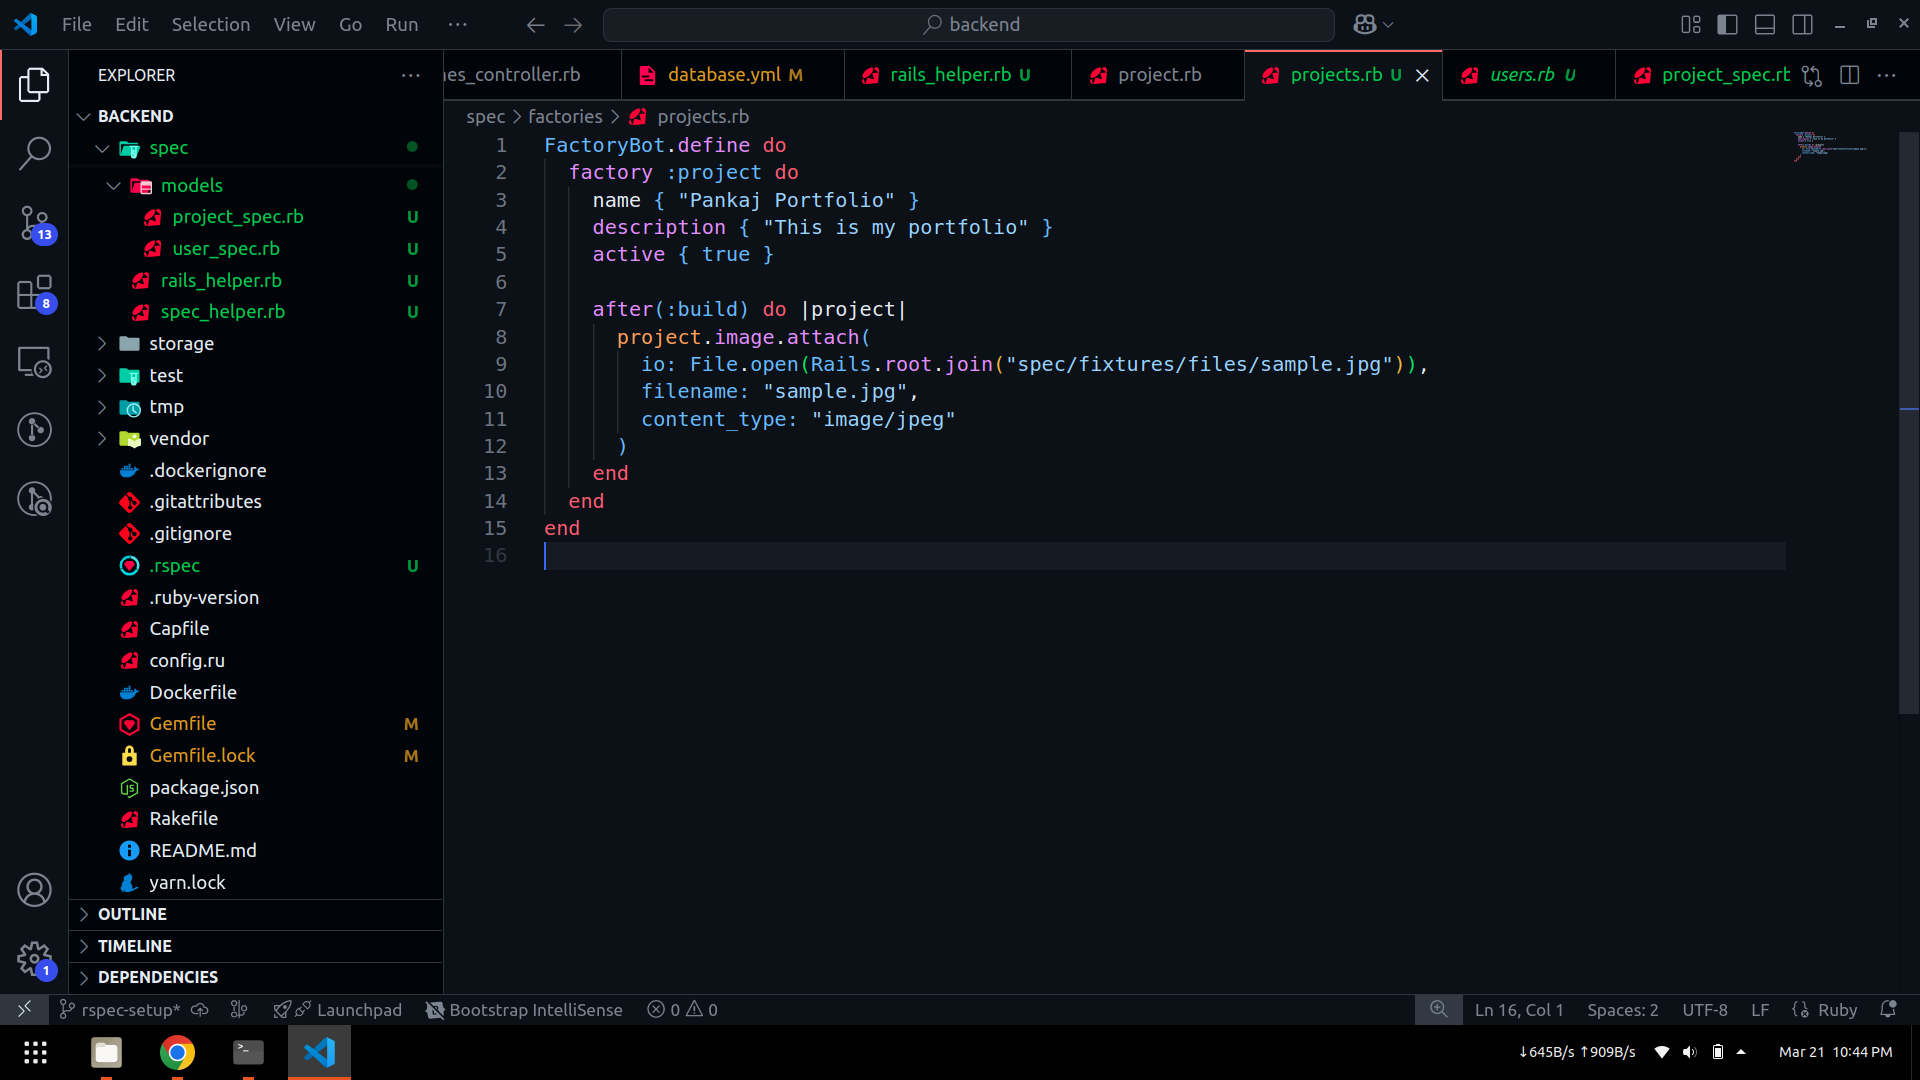 File Edit Selection View Go Run ··· backend
EXPLORER ···
BACKEND
spec
models
project_spec.rb U
user_spec.rb U
rails_helper.rb U
spec_helper.rb U
storage
test
tmp
vendor
.dockerignore
.gitattributes
.gitignore
.rspec U
.ruby-version
Capfile
config.ru
Dockerfile
Gemfile M
Gemfile.lock M
package.json
Rakefile
README.md
yarn.lock
OUTLINE
TIMELINE
DEPENDENCIES
13
8
1
es_controller.rb database.yml M rails_helper.rb U project.rb projects.rb U users.rb U project_spec.rb
spec > factories > projects.rb
1 FactoryBot.define do
2 factory :project do
3 name { "Pankaj Portfolio" }
4 description { "This is my portfolio" }
5 active { true }
6
7 after(:build) do |project|
8 project.image.attach(
9 io: File.open(Rails.root.join("spec/fixtures/files/sample.jpg")),
10 filename: "sample.jpg",
11 content_type: "image/jpeg"
12 )
13 end
14 end
15 end
16
rspec-setup* Launchpad Bootstrap IntelliSense 0 0 Ln 16, Col 1 Spaces: 2 UTF-8 LF Ruby
↓645B/s ↑909B/s Mar 21 10:44 PM